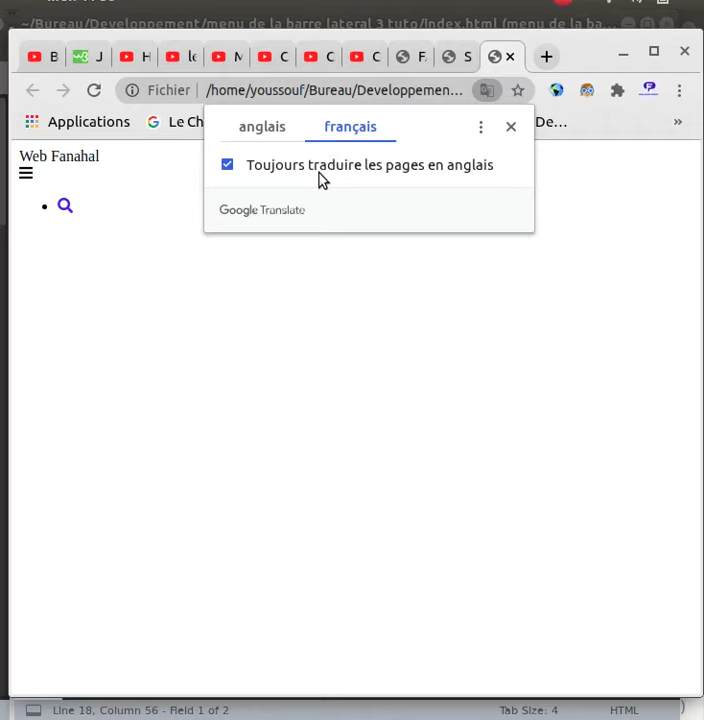 ~/Bureau/Developpement/menu de la barre lateral 3 tuto/index.html (menu de la ba...
B J H le M C C C F. S
Fichier /home/youssouf/Bureau/Developpemen...
Applications Le Ch De... »
anglais français
Toujours traduire les pages en anglais
Google Translate
Web Fanahal
Line 18, Column 56 - Field 1 of 2 Tab Size: 4 HTML